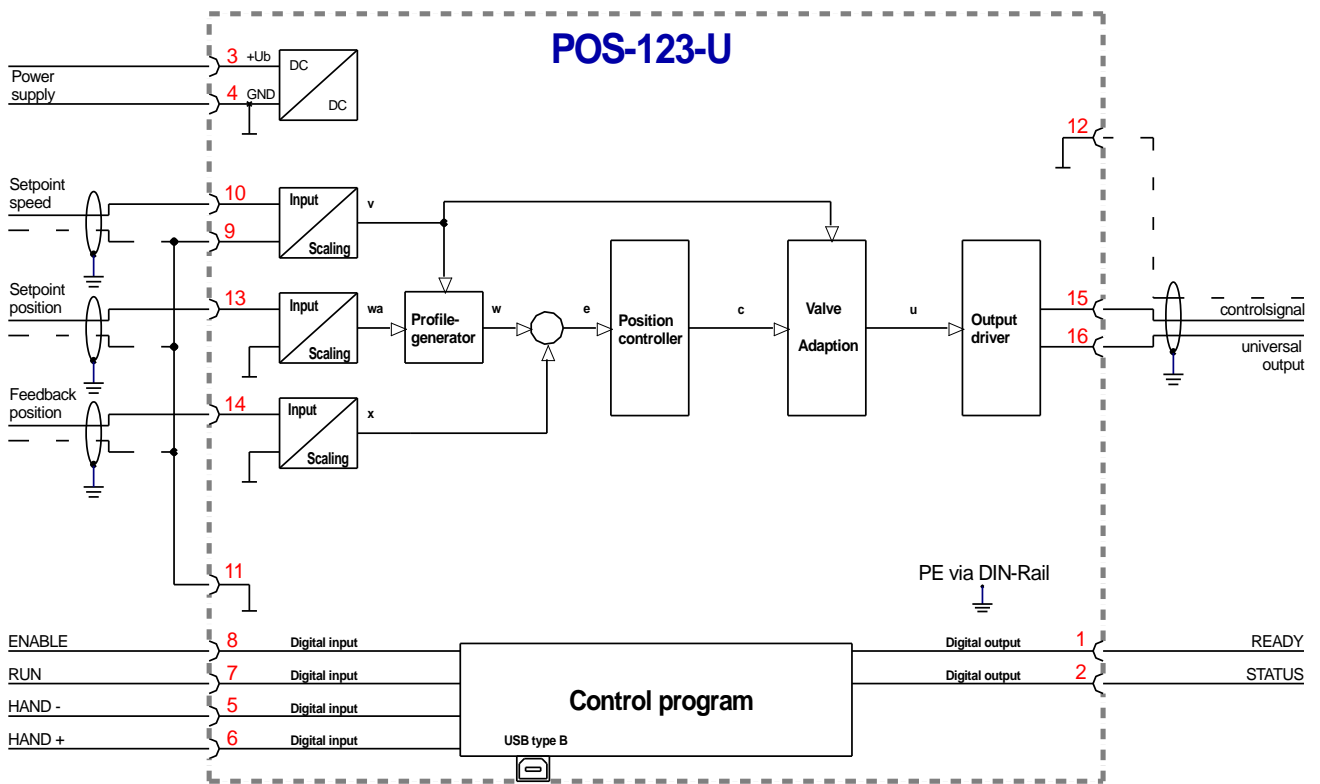 POS-123-U
Power
supply
3 +Ub
4 GND
DC
DC
12
Setpoint
speed
10
9
Input
Scaling
v
Setpoint
position
13
Input
Scaling
wa
Profile-
generator
w
e
Position
controller
c
Valve
Adaption
u
Output
driver
15
16
controlsignal
universal
output
Feedback
position
14
Input
Scaling
x
11
PE via DIN-Rail
ENABLE
8 Digital input
RUN
7 Digital input
HAND -
5 Digital input
HAND +
6 Digital input
Control program
USB type B
Digital output 1
READY
Digital output 2
STATUS